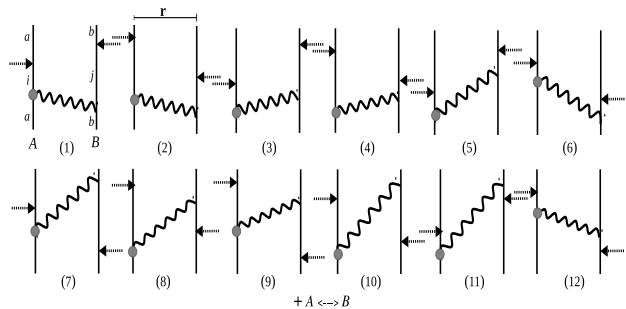 r
a b
i j
a b
A (1) B (2) (3) (4) (5) (6)
(7) (8) (9) (10) (11) (12)
+ A <--> B